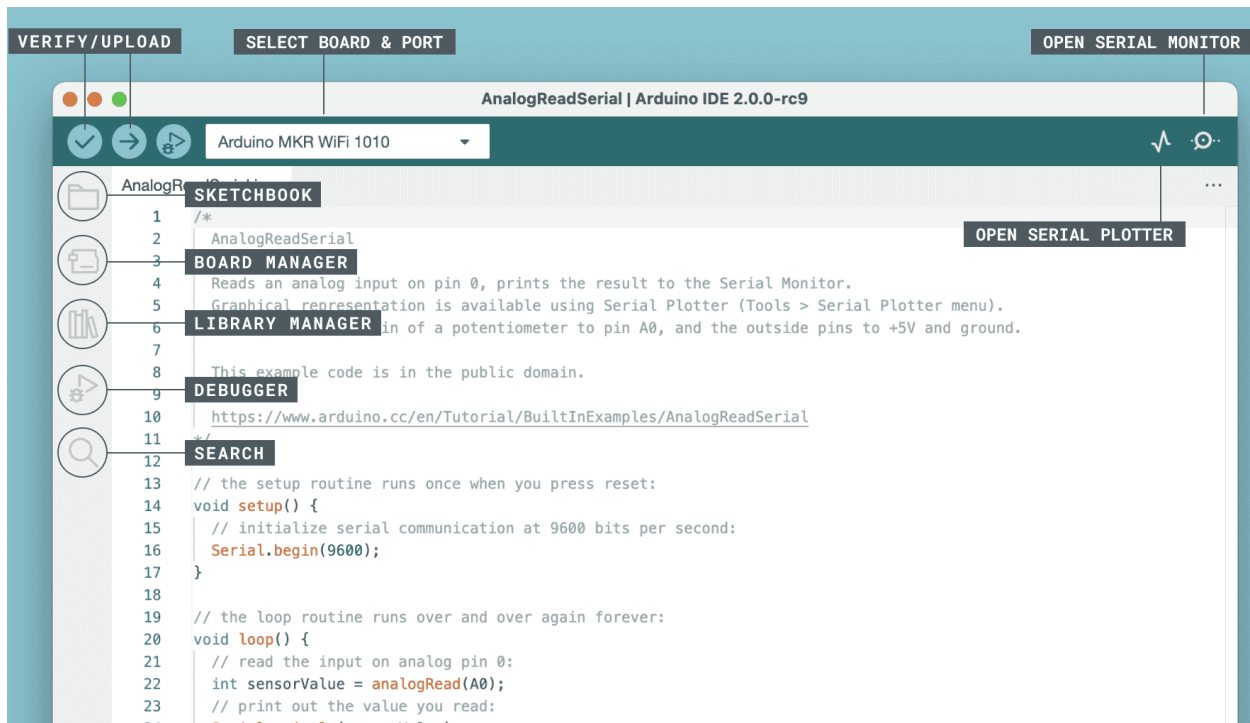 VERIFY/UPLOAD
SELECT BOARD & PORT
OPEN SERIAL MONITOR
AnalogReadSerial | Arduino IDE 2.0.0-rc9
Arduino MKR WiFi 1010
...
SKETCHBOOK
OPEN SERIAL PLOTTER
BOARD MANAGER
LIBRARY MANAGER
DEBUGGER
SEARCH
1 /*
2 AnalogReadSerial
3
4 Reads an analog input on pin 0, prints the result to the Serial Monitor.
5 Graphical representation is available using Serial Plotter (Tools > Serial Plotter menu).
6 of a potentiometer to pin A0, and the outside pins to +5V and ground.
7
8 This example code is in the public domain.
9
10 https://www.arduino.cc/en/Tutorial/BuiltInExamples/AnalogReadSerial
11 */
12
13 // the setup routine runs once when you press reset:
14 void setup() {
15 // initialize serial communication at 9600 bits per second:
16 Serial.begin(9600);
17 }
18
19 // the loop routine runs over and over again forever:
20 void loop() {
21 // read the input on analog pin 0:
22 int sensorValue = analogRead(A0);
23 // print out the value you read: